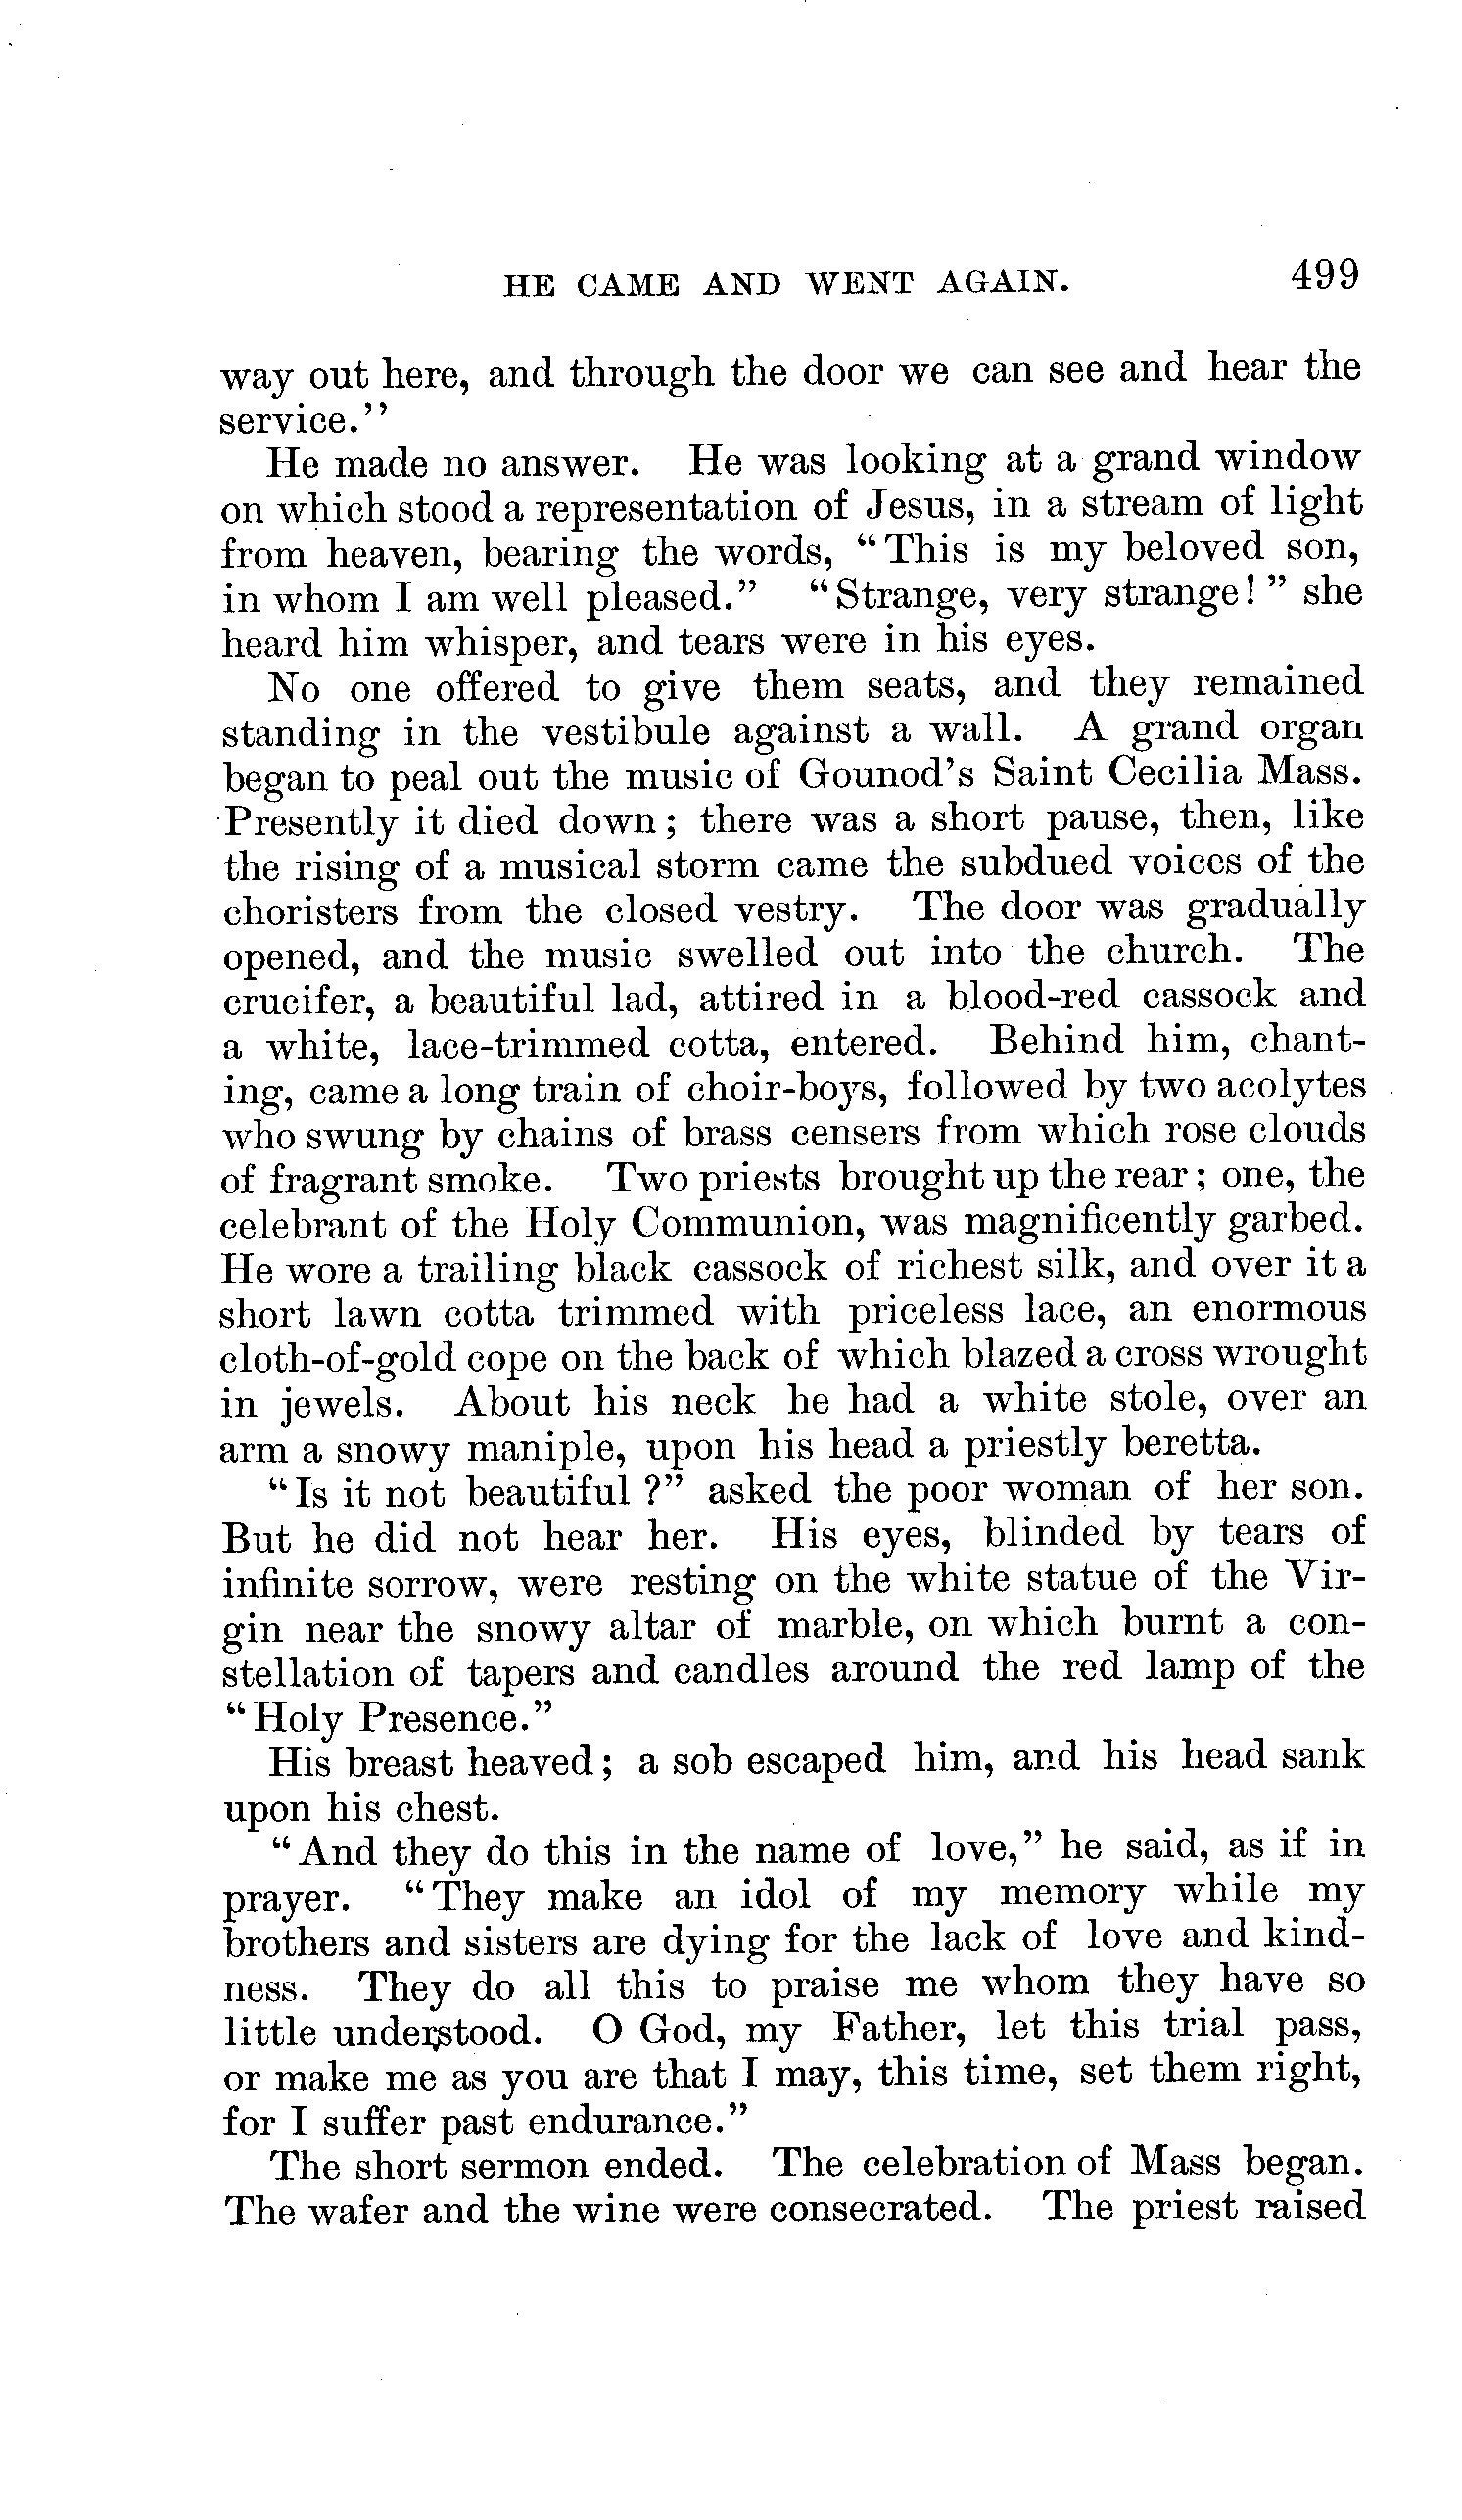 HE CAME AND WENT AGAIN. 499
way out here, and through the door we can see and hear the
service.''
He made no answer. He was looking at a grand window
on which stood a representation of Jesus, in a stream of light
from heaven, bearing the words, “This is my beloved son,
in whom I am well pleased.” “Strange, very strange!” she
heard him whisper, and tears were in his eyes.
No one offered to give them seats, and they remained
standing in the vestibule against a wall. A grand organ
began to peal out the music of Gounod's Saint Cecilia Mass.
Presently it died down; there was a short pause, then, like
the rising of a musical storm came the subdued voices of the
choristers from the closed vestry. The door was gradually
opened, and the music swelled out into the church. The
crucifer, a beautiful lad, attired in a blood-red cassock and
a white, lace-trimmed cotta, entered. Behind him, chant-
ing, came a long train of choir-boys, followed by two acolytes
who swung by chains of brass censers from which rose clouds
of fragrant smoke. Two priests brought up the rear; one, the
celebrant of the Holy Communion, was magnificently garbed.
He wore a trailing black cassock of richest silk, and over it a
short lawn cotta trimmed with priceless lace, an enormous
cloth-of-gold cope on the back of which blazed a cross wrought
in jewels. About his neck he had a white stole, over an
arm a snowy maniple, upon his head a priestly beretta.
“Is it not beautiful ?” asked the poor woman of her son.
But he did not hear her. His eyes, blinded by tears of
infinite sorrow, were resting on the white statue of the Vir-
gin near the snowy altar of marble, on which burnt a con-
stellation of tapers and candles around the red lamp of the
“Holy Presence.”
His breast heaved; a sob escaped him, and his head sank
upon his chest.
“And they do this in the name of love,” he said, as if in
prayer. “They make an idol of my memory while my
brothers and sisters are dying for the lack of love and kind-
ness. They do all this to praise me whom they have so
little understood. O God, my Father, let this trial pass,
or make me as you are that I may, this time, set them right,
for I suffer past endurance.”
The short sermon ended. The celebration of Mass began.
The wafer and the wine were consecrated. The priest raised